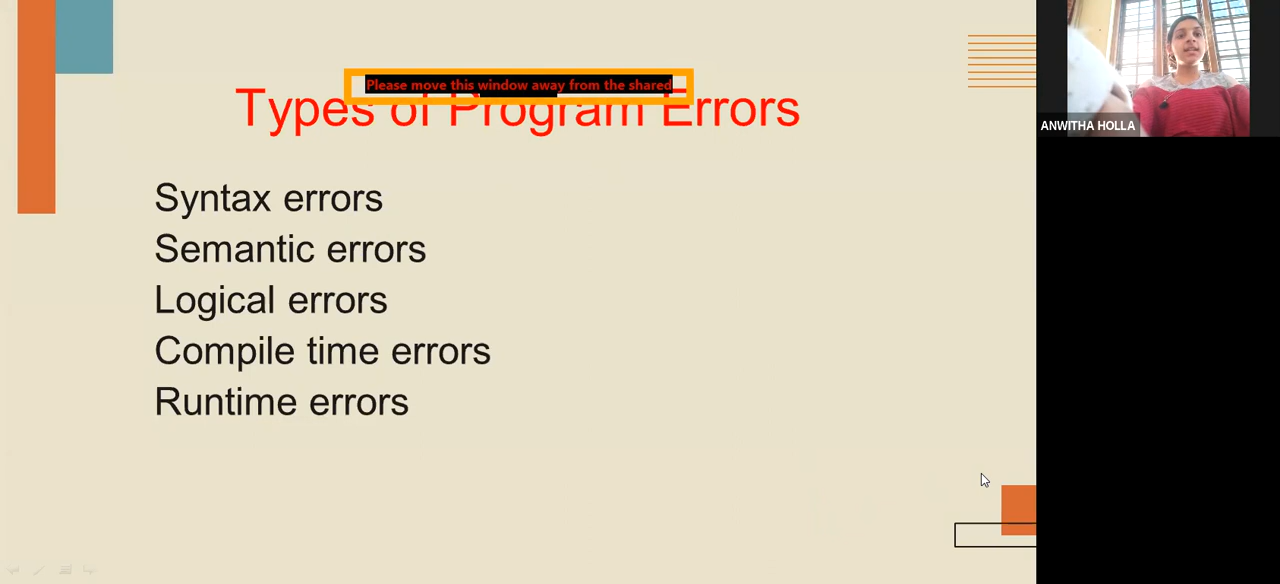 Please move this window away from the shared
Types of Program Errors
ANWITHA HOLLA
Syntax errors
Semantic errors
Logical errors
Compile time errors
Runtime errors